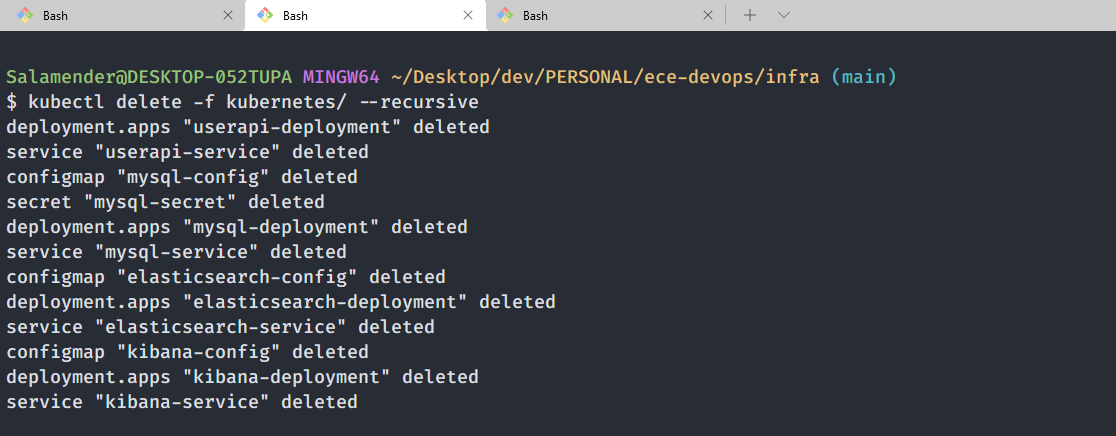 Bash
Bash
Bash
Salamender@DESKTOP-052TUPA MINGW64 ~/Desktop/dev/PERSONAL/ece-devops/infra (main)
$ kubectl delete -f kubernetes/ --recursive
deployment.apps "userapi-deployment" deleted
service "userapi-service" deleted
configmap "mysql-config" deleted
secret "mysql-secret" deleted
deployment.apps "mysql-deployment" deleted
service "mysql-service" deleted
configmap "elasticsearch-config" deleted
deployment.apps "elasticsearch-deployment" deleted
service "elasticsearch-service" deleted
configmap "kibana-config" deleted
deployment.apps "kibana-deployment" deleted
service "kibana-service" deleted